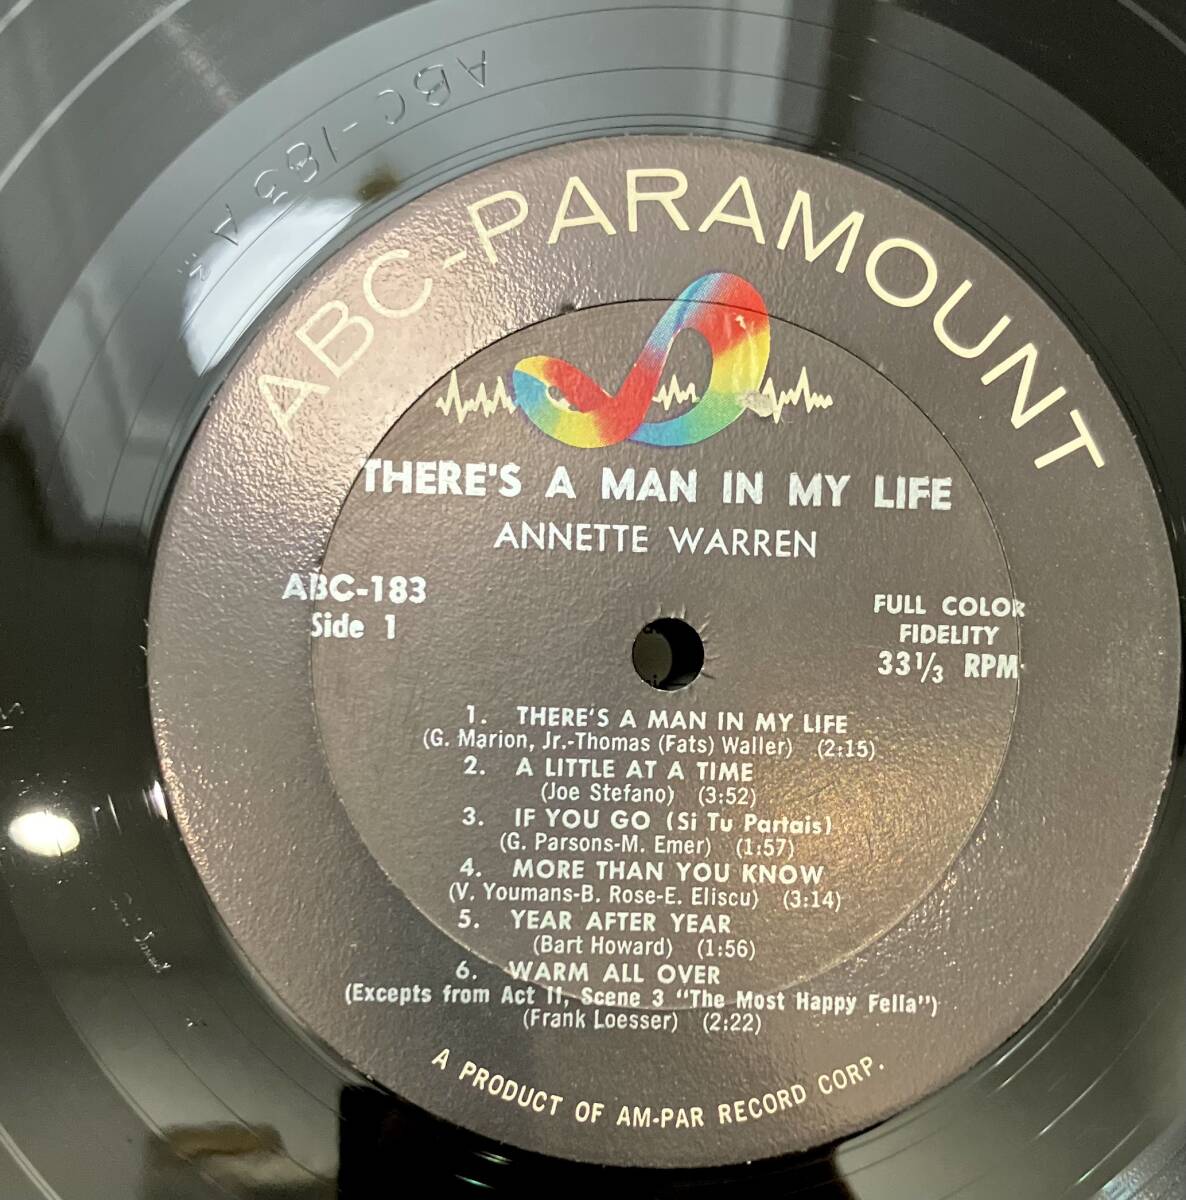 ABC-183 A
ABC-PARAMOUNT
THERE'S A MAN IN MY LIFE
ANNETTE WARREN
ABC-183
Side 1
FULL COLOR
FIDELITY
33 1/3 RPM
1. THERE'S A MAN IN MY LIFE
(G. Marion, Jr.-Thomas (Fats) Waller) (2:15)
2. A LITTLE AT A TIME
(Joe Stefano) (3:52)
3. IF YOU GO (Si Tu Partais)
(G. Parsons-M. Emer) (1:57)
4. MORE THAN YOU KNOW
(V. Youmans-B. Rose-E. Eliscu) (3:14)
5. YEAR AFTER YEAR
(Bart Howard) (1:56)
6. WARM ALL OVER
(Excepts from Act II, Scene 3 "The Most Happy Fella")
(Frank Loesser) (2:22)
A PRODUCT OF AM-PAR RECORD CORP.